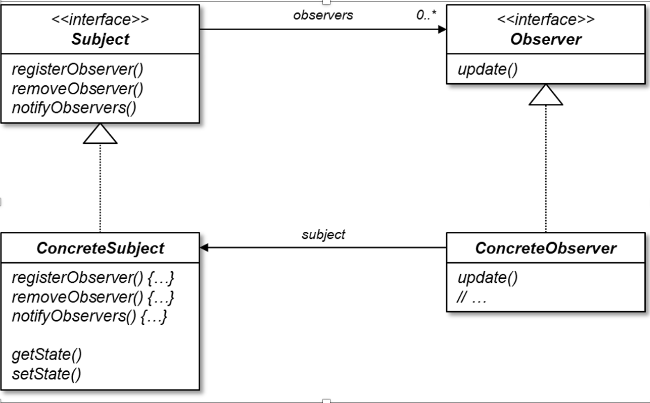 <<interface>>
Subject
registerObserver()
removeObserver()
notifyObservers()
observers
0..*
<<interface>>
Observer
update()
ConcreteSubject
registerObserver() {…}
removeObserver() {…}
notifyObservers() {…}
getState()
setState()
subject
ConcreteObserver
update()
// …